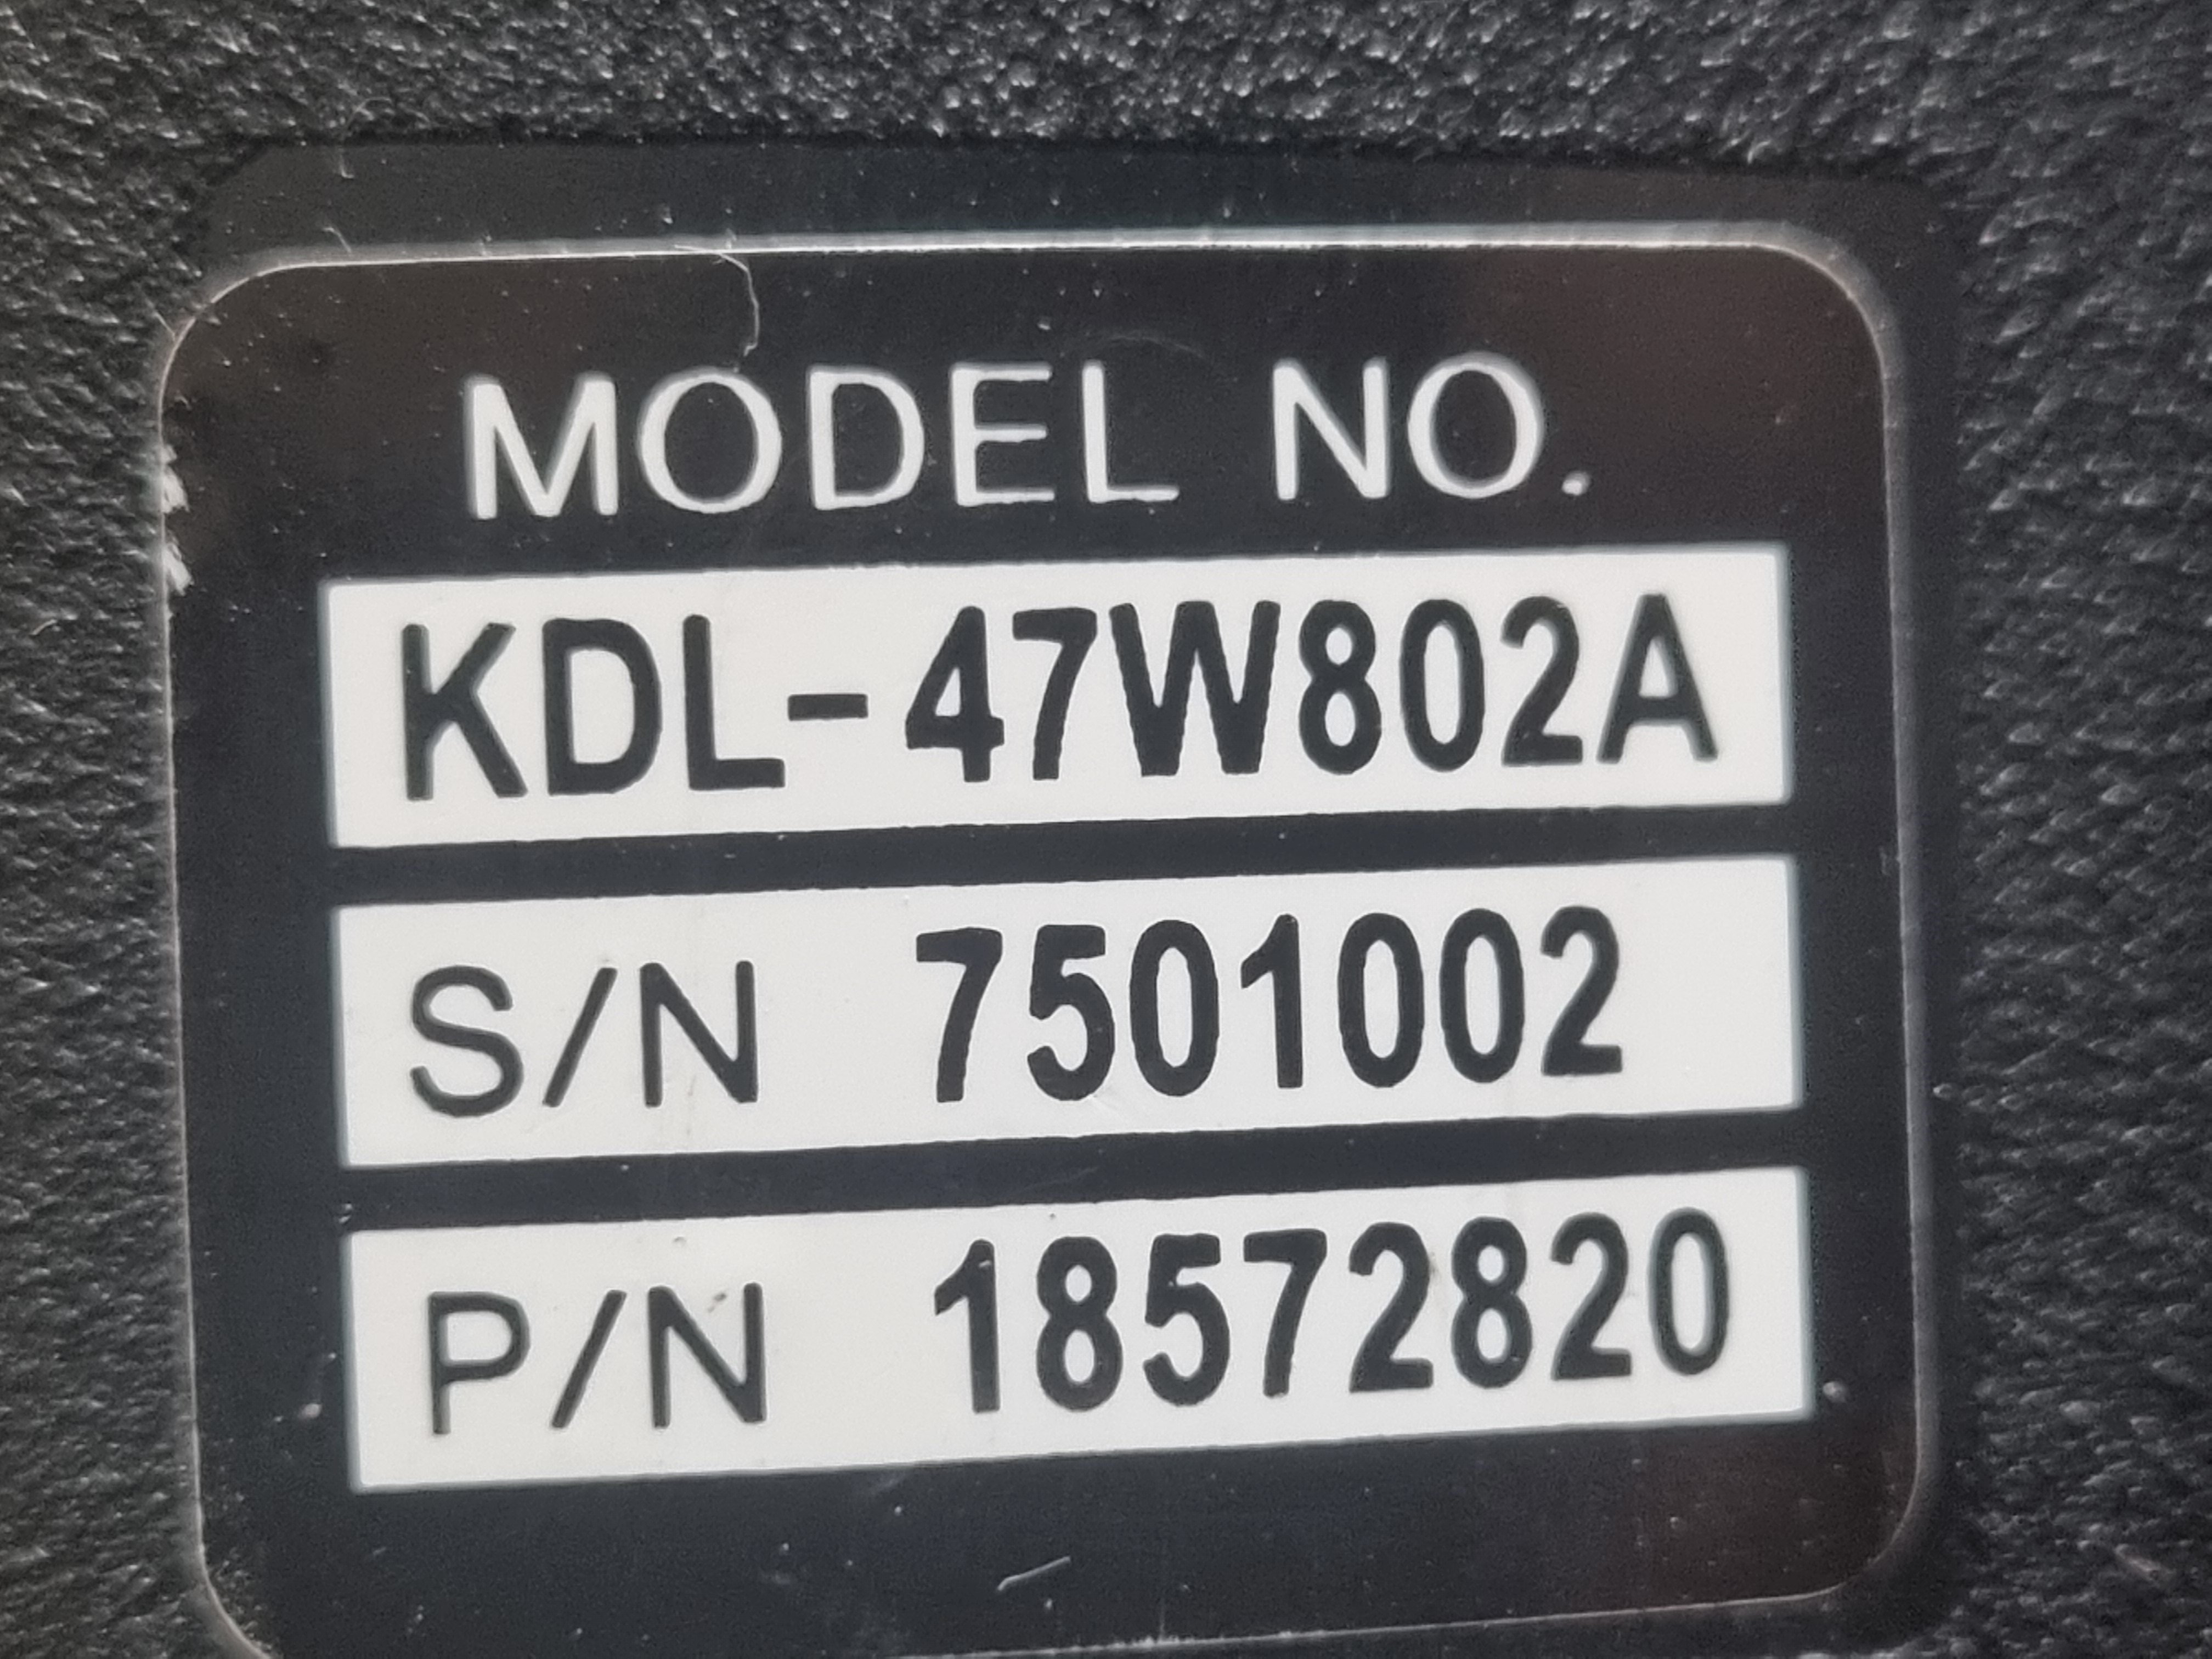 MODEL NO.
KDL-47W802A
S/N 7501002
P/N 18572820